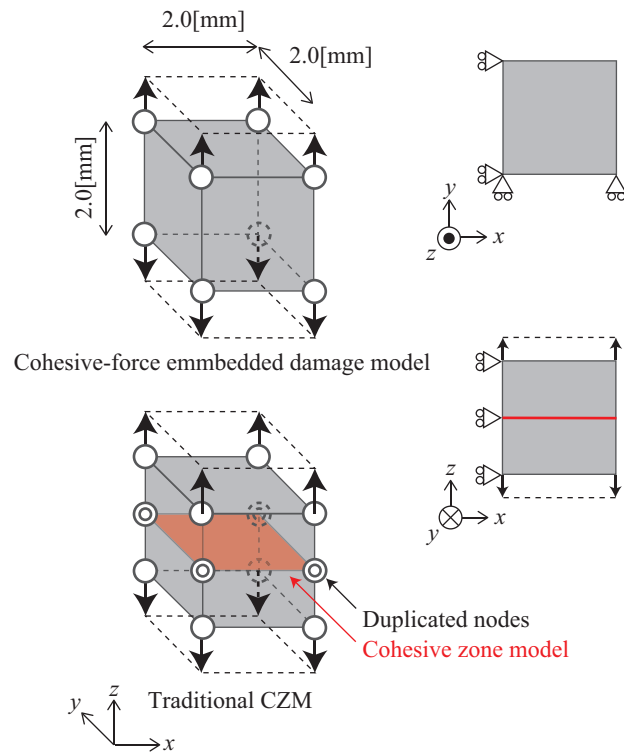 2.0[mm]
2.0[mm]
2.0[mm]
y
z
x
Cohesive-force emmbedded damage model
z
y
x
Duplicated nodes
Cohesive zone model
Traditional CZM
z
y
x